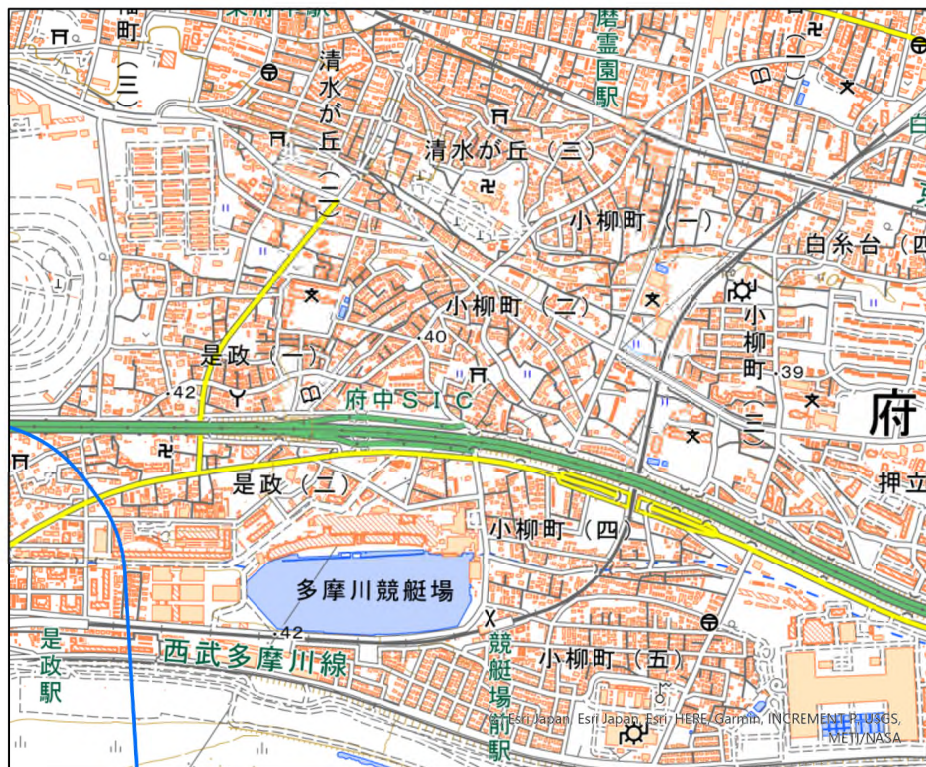 磨霊園駅
町(三)
清水が丘(二)
清水が丘(三)
小柳町(一)
白糸台(四
小柳町(二)
小柳町(三)
是政(一)
・40
・39
・42
府中SIC
府
是政(二)
押立
小柳町(四)
多摩川競艇場
・42
是政駅
西武多摩川線
競艇場前駅
小柳町(五)
Esri Japan, Esri Japan, Esri, HERE, Garmin, INCREMENT P, USGS,
METI/NASA